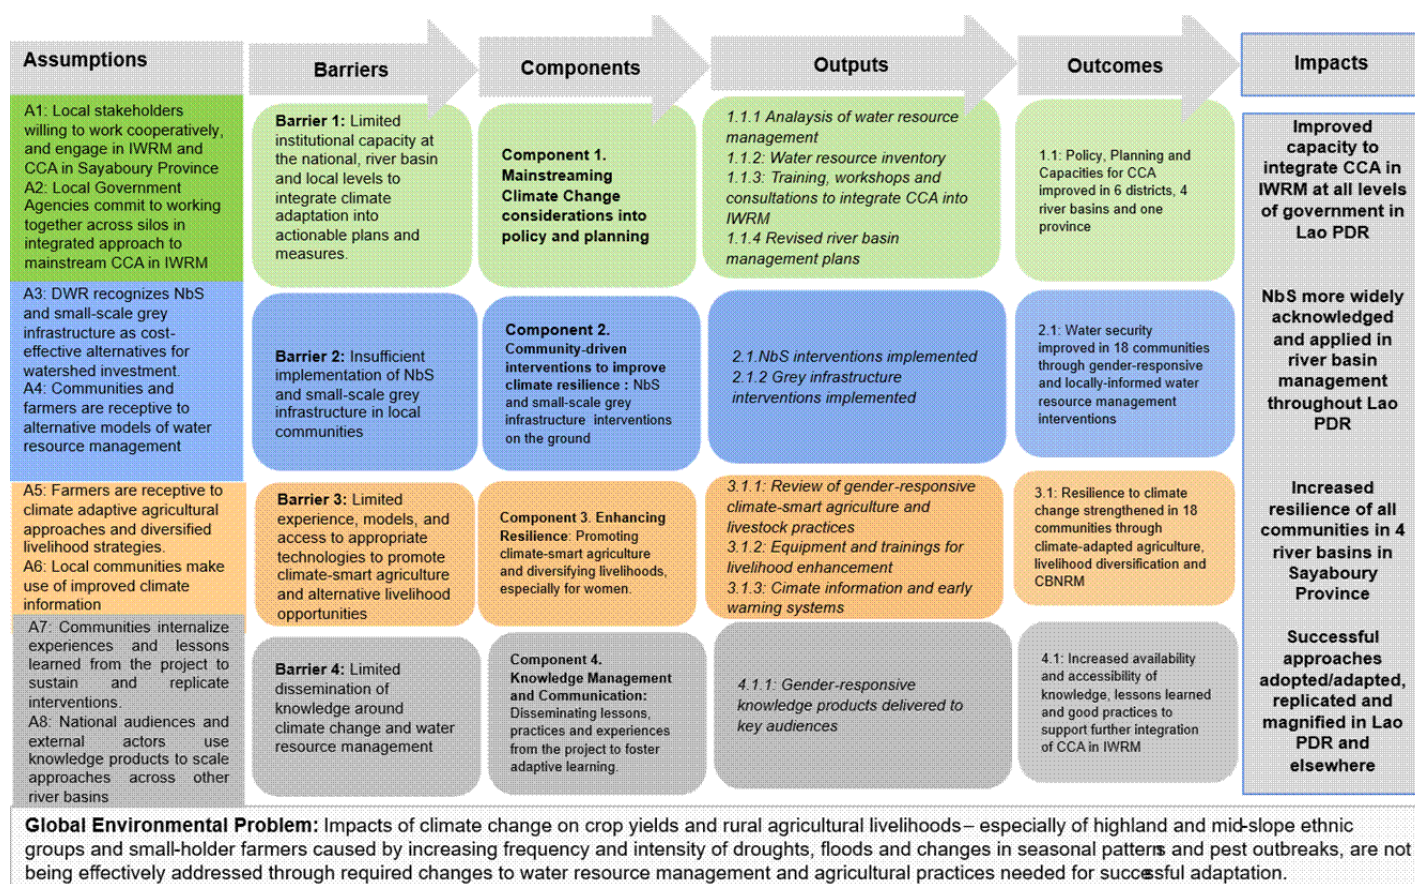 Assumptions
Barriers
Components
Outputs
Outcomes
Impacts
A1: Local stakeholders
willing to work cooperatively,
and engage in IWRM and
CCA in Sayaboury Province
A2: Local Government
Agencies commit to working
together across silos in
integrated approach to
mainstream CCA in IWRM
Barrier 1: Limited
institutional capacity at
the national, river basin
and local levels to
integrate climate
adaptation into
actionable plans and
measures.
Component 1.
Mainstreaming
Climate Change
considerations into
policy and planning
1.1.1 Analaysis of water resource
management
1.1.2: Water resource inventory
1.1.3: Training, workshops and
consultations to integrate CCA into
IWRM
1.1.4 Revised river basin
management plans
1.1: Policy, Planning and
Capacities for CCA
improved in 6 districts, 4
river basins and one
province
Improved
capacity to
integrate CCA in
IWRM at all levels
of government in
Lao PDR
A3: DWR recognizes NbS
and small-scale grey
infrastructure as cost-
effective alternatives for
watershed investment.
A4: Communities and
farmers are receptive to
alternative models of water
resource management
Barrier 2: Insufficient
implementation of NbS
and small-scale grey
infrastructure in local
communities
Component 2.
Community-driven
interventions to improve
climate resilience : NbS
and small-scale grey
infrastructure interventions
on the ground
2.1.NbS interventions implemented
2.1.2 Grey infrastructure
interventions implemented
2.1: Water security
improved in 18 communities
through gender-responsive
and locally-informed water
resource management
interventions
NbS more widely
acknowledged
and applied in
river basin
management
throughout Lao
PDR
A5: Farmers are receptive to
climate adaptive agricultural
approaches and diversified
livelihood strategies.
A6: Local communities make
use of improved climate
information
Barrier 3: Limited
experience, models, and
access to appropriate
technologies to promote
climate-smart agriculture
and alternative livelihood
opportunities
Component 3. Enhancing
Resilience: Promoting
climate-smart agriculture
and diversifying livelihoods,
especially for women.
3.1.1: Review of gender-responsive
climate-smart agriculture and
livestock practices
3.1.2: Equipment and trainings for
livelihood enhancement
3.1.3: Cimate information and early
warning systems
3.1: Resilience to climate
change strengthened in 18
communities through
climate-adapted agriculture,
livelihood diversification and
CBNRM
Increased
resilience of all
communities in 4
river basins in
Sayaboury
Province
A7: Communities internalize
experiences and lessons
learned from the project to
sustain and replicate
interventions.
A8: National audiences and
external actors use
knowledge products to scale
approaches across other
river basins
Barrier 4: Limited
dissemination of
knowledge around
climate change and water
resource management
Component 4.
Knowledge Management
and Communication:
Disseminating lessons,
practices and experiences
from the project to foster
adaptive learning.
4.1.1: Gender-responsive
knowledge products delivered to
key audiences
4.1: Increased availability
and accessibility of
knowledge, lessons learned
and good practices to
support further integration
of CCA in IWRM
Successful
approaches
adopted/adapted,
replicated and
magnified in Lao
PDR and
elsewhere
Global Environmental Problem: Impacts of climate change on crop yields and rural agricultural livelihoods – especially of highland and mid-slope ethnic
groups and small-holder farmers caused by increasing frequency and intensity of droughts, floods and changes in seasonal patterns and pest outbreaks, are not
being effectively addressed through required changes to water resource management and agricultural practices needed for successful adaptation.